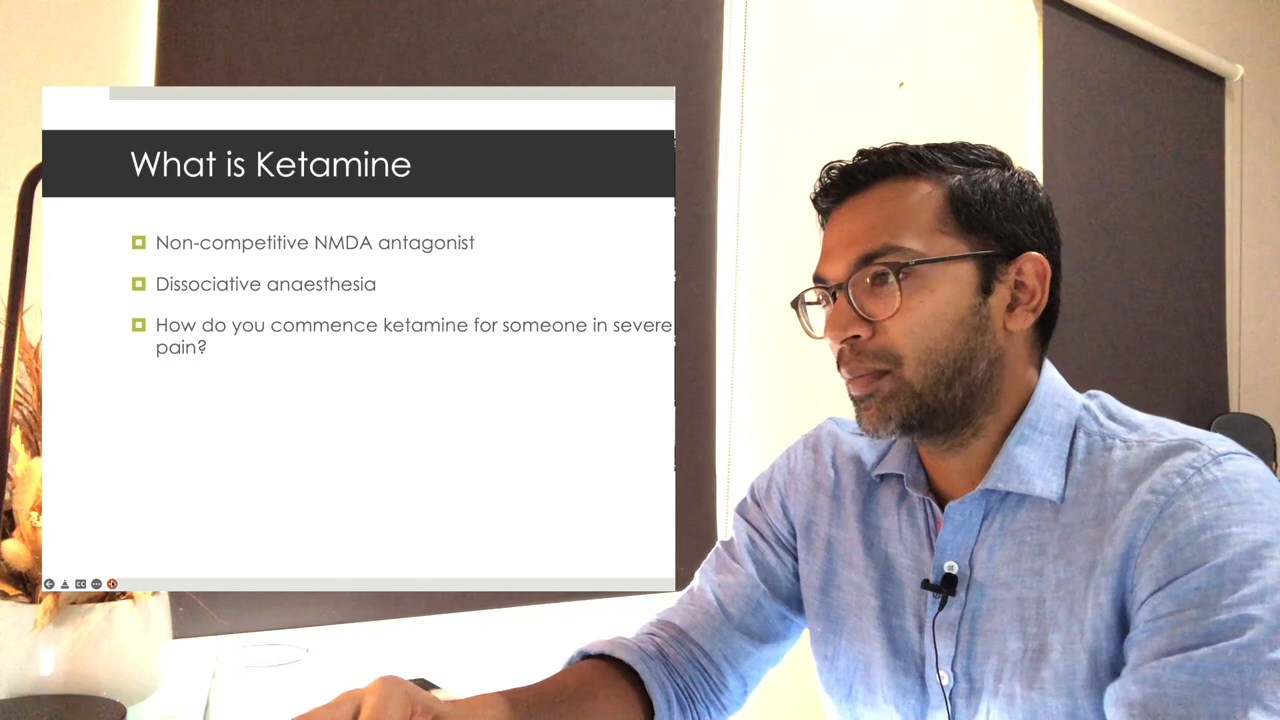 What is Ketamine
Non-competitive NMDA antagonist
Dissociative anaesthesia
How do you commence ketamine for someone in severe
pain?